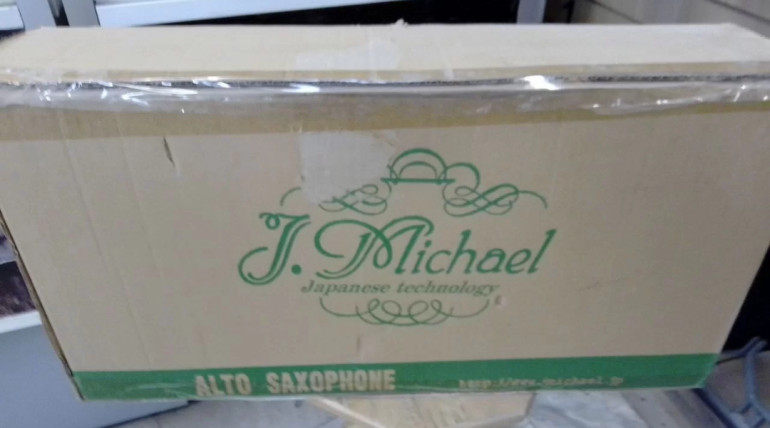 J. Michael
Japanese technology
ALTO SAXOPHONE